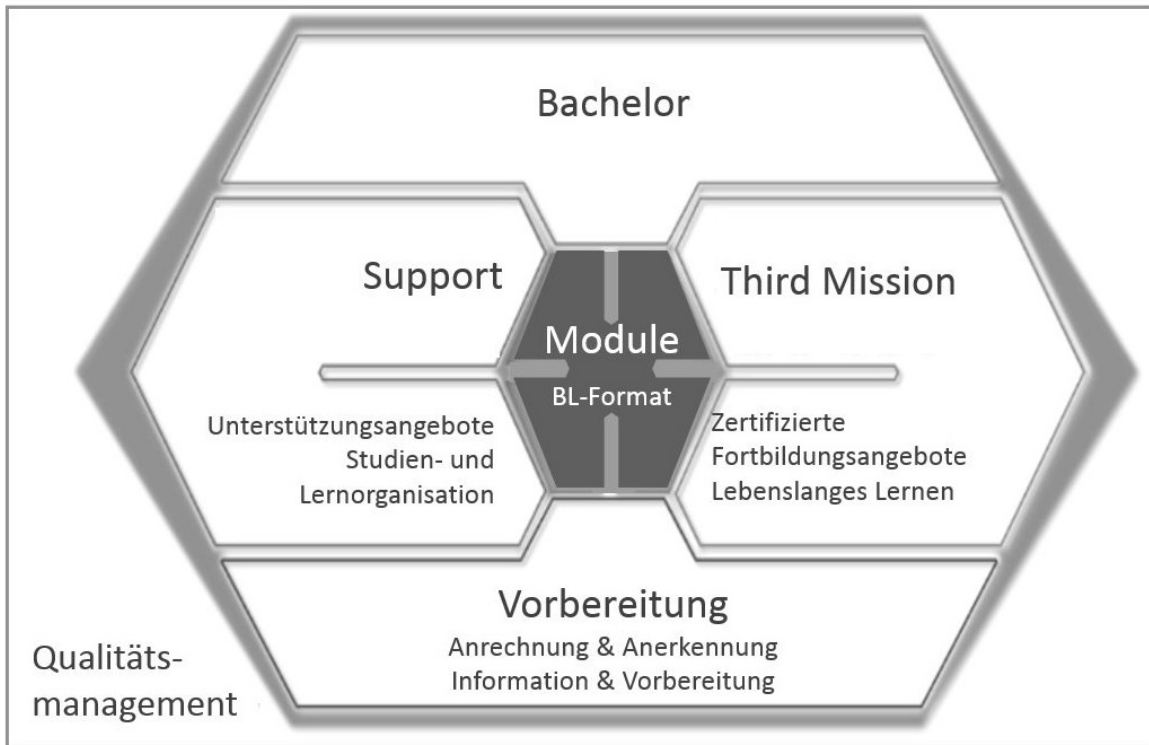 Bachelor
Support
Unterstützungsangebote
Studien- und
Lernorganisation
Module
BL-Format
Third Mission
Zertifizierte
Fortbildungsangebote
Lebenslanges Lernen
Vorbereitung
Anrechnung & Anerkennung
Information & Vorbereitung
Qualitäts-
management